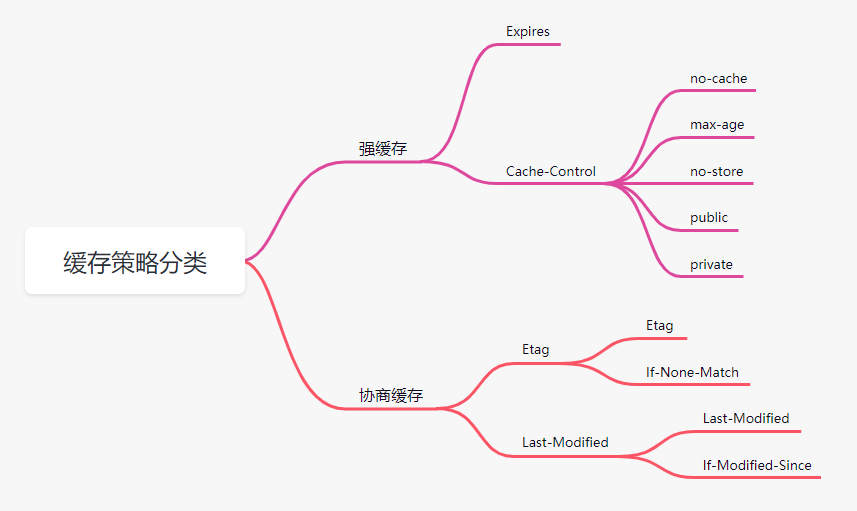 缓存策略分类
强缓存
Expires
Cache-Control
no-cache
max-age
no-store
public
private
协商缓存
Etag
Etag
If-None-Match
Last-Modified
Last-Modified
If-Modified-Since